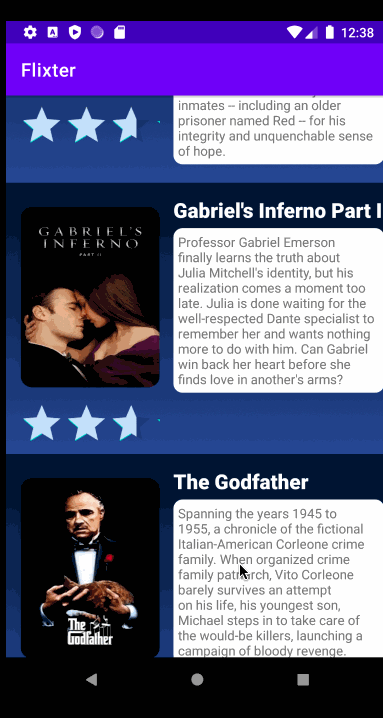 12:38
Flixter
inmates -- including an older
prisoner named Red -- for his
integrity and unquenchable sense
of hope.
Gabriel's Inferno Part I
GABRIEL'S
INFERNO
PART II
Professor Gabriel Emerson
finally learns the truth about
Julia Mitchell's identity, but his
realization comes a moment too
late. Julia is done waiting for the
well-respected Dante specialist to
remember her and wants nothing
more to do with him. Can Gabriel
win back her heart before she
finds love in another's arms?
The Godfather
The
Godfather
Spanning the years 1945 to
1955, a chronicle of the fictional
Italian-American Corleone crime
family. When organized crime
family patriarch, Vito Corleone
barely survives an attempt
on his life, his youngest son,
Michael steps in to take care of
the would-be killers, launching a
campaign of bloody revenge.